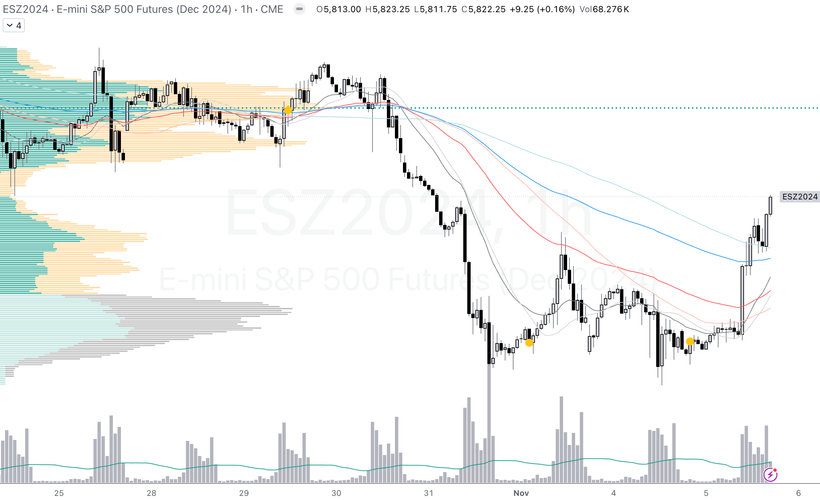 ESZ2024 · E-mini S&P 500 Futures (Dec 2024) · 1h · CME O5,813.00 H5,823.25 L5,811.75 C5,822.25 +9.25 (+0.16%) Vol68.276K
4
ESZ2024
ESZ2024, 1h
E-mini S&P 500 Futures (Dec 2024)
25 28 29 30 31 Nov 4 5 6